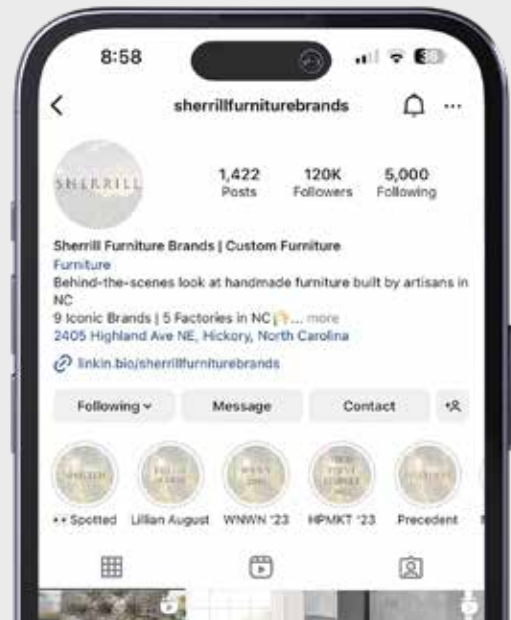 8:58
38
sherrillfurniturebrands
SHERRILL
1,422 120K 5,000
Posts Followers Following
Sherrill Furniture Brands | Custom Furniture
Furniture
Behind-the-scenes look at handmade furniture built by artisans in
NC
9 Iconic Brands | 5 Factories in NC ... more
2405 Highland Ave NE, Hickory, North Carolina
linkin.bio/sherrillfurniturebrands
Following Message Contact
SHERRILL
Spotted Lillian August WNWN '23 HPMKT '23 Precedent